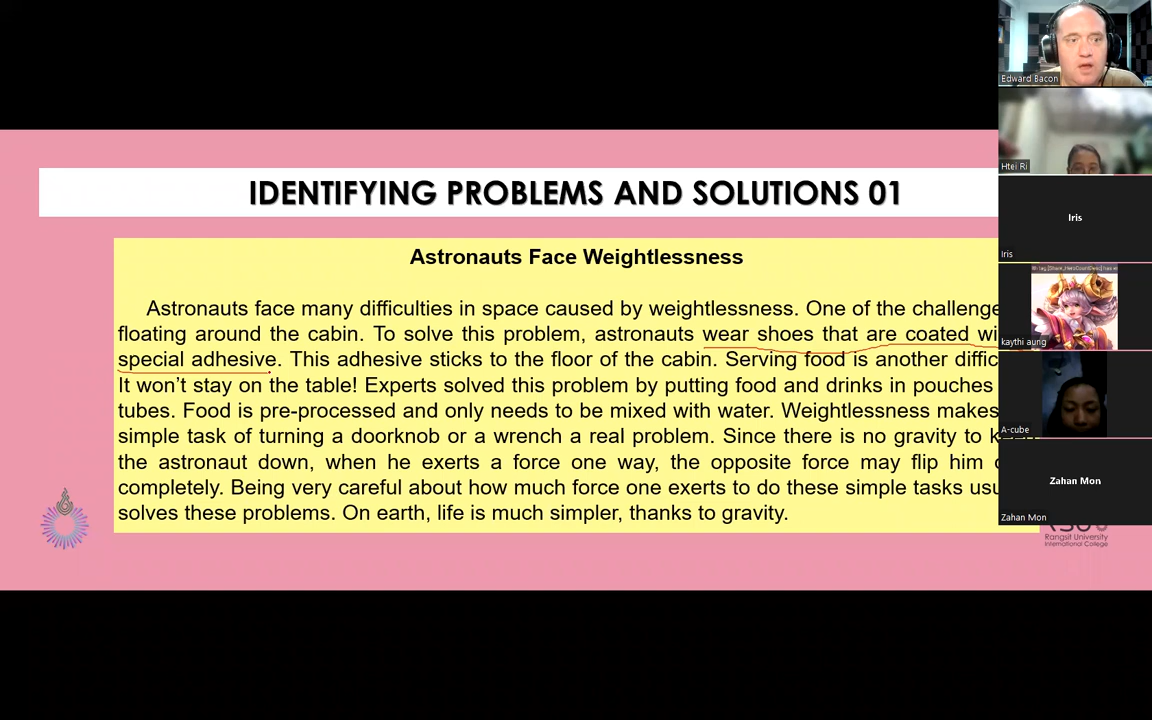 IDENTIFYING PROBLEMS AND SOLUTIONS 01
Astronauts Face Weightlessness
Astronauts face many difficulties in space caused by weightlessness. One of the
floating around the cabin. To solve this problem, astronauts wear shoes that are coated
special adhesive. This adhesive sticks to the floor of the cabin. Serving food is another
It won't stay on the table! Experts solved this problem by putting food and drinks in pouches
tubes. Food is pre-processed and only needs to be mixed with water. Weightlessness makes
simple task of turning a doorknob or a wrench a real problem. Since there is no gravity to
the astronaut down, when he exerts a force one way, the opposite force may flip him
completely. Being very careful about how much force one exerts to do these simple tasks
solves these problems. On earth, life is much simpler, thanks to gravity.
Rangsit University
International College
Edward Bacon
Htei Ri
Iris
Iris
kaythi aung
A-cube
Zahan Mon
Zahan Mon